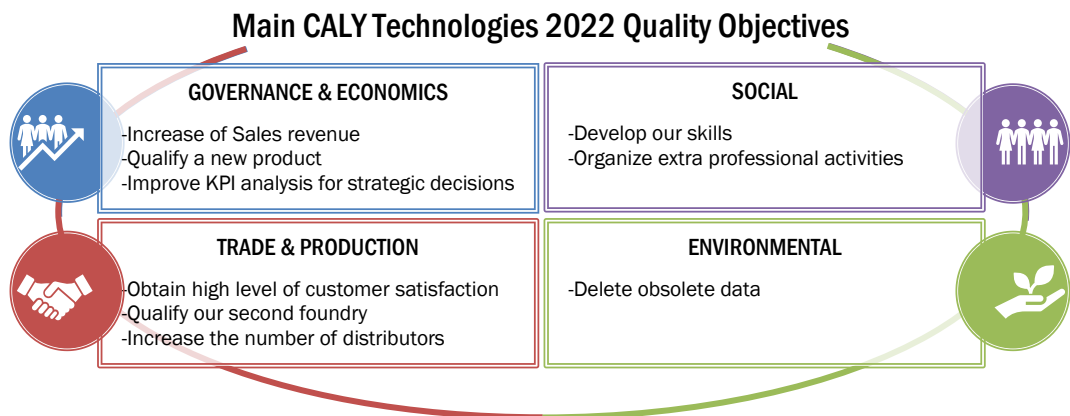 Main CALY Technologies 2022 Quality Objectives
GOVERNANCE & ECONOMICS
-Increase of Sales revenue
-Qualify a new product
-Improve KPI analysis for strategic decisions
SOCIAL
-Develop our skills
-Organize extra professional activities
TRADE & PRODUCTION
-Obtain high level of customer satisfaction
-Qualify our second foundry
-Increase the number of distributors
ENVIRONMENTAL
-Delete obsolete data